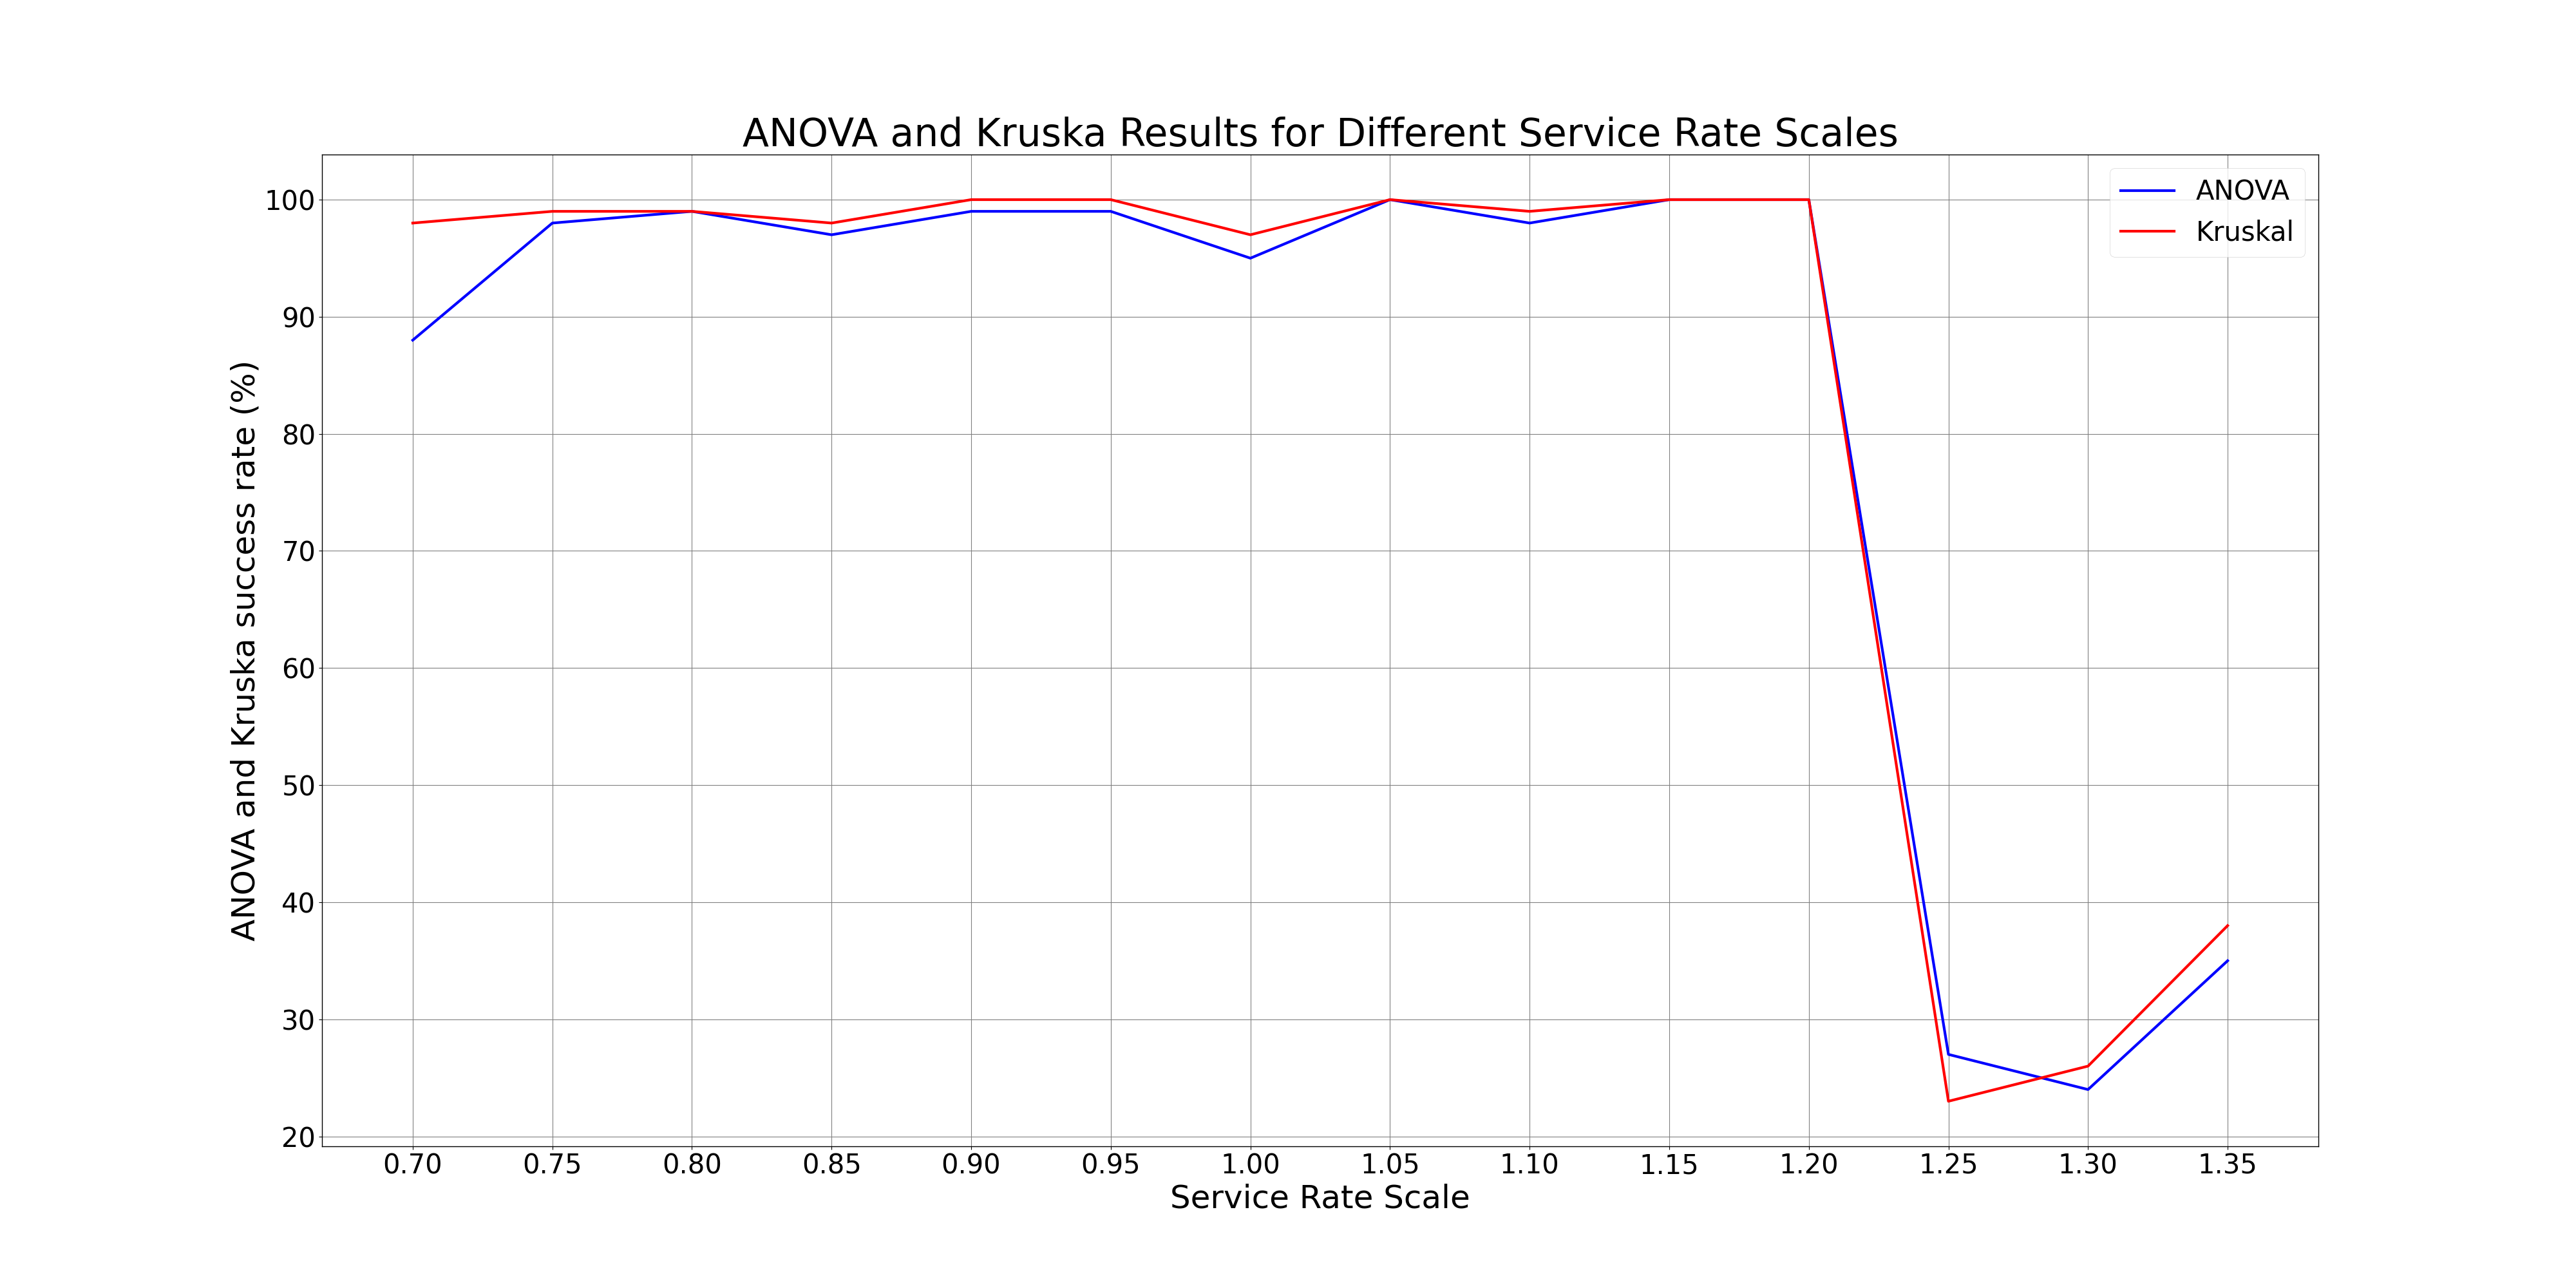 ANOVA and Kruska Results for Different Service Rate Scales
ANOVA
Kruskal
ANOVA and Kruska success rate (%)
100
90
80
70
60
50
40
30
20
0.70 0.75 0.80 0.85 0.90 0.95 1.00 1.05 1.10 1.15 1.20 1.25 1.30 1.35
Service Rate Scale